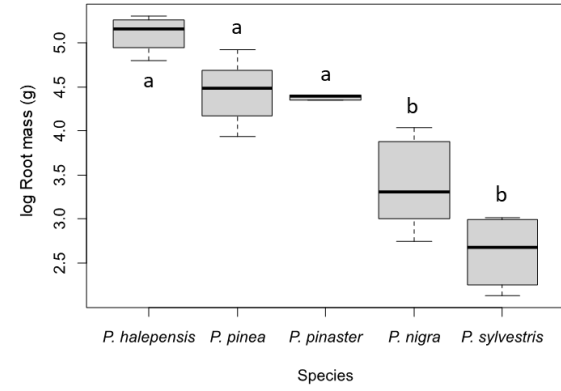 a
a
a
b
b
log Root mass (g)
5.0
4.5
4.0
3.5
3.0
2.5
P. halepensis P. pinea P. pinaster P. nigra P. sylvestris
Species